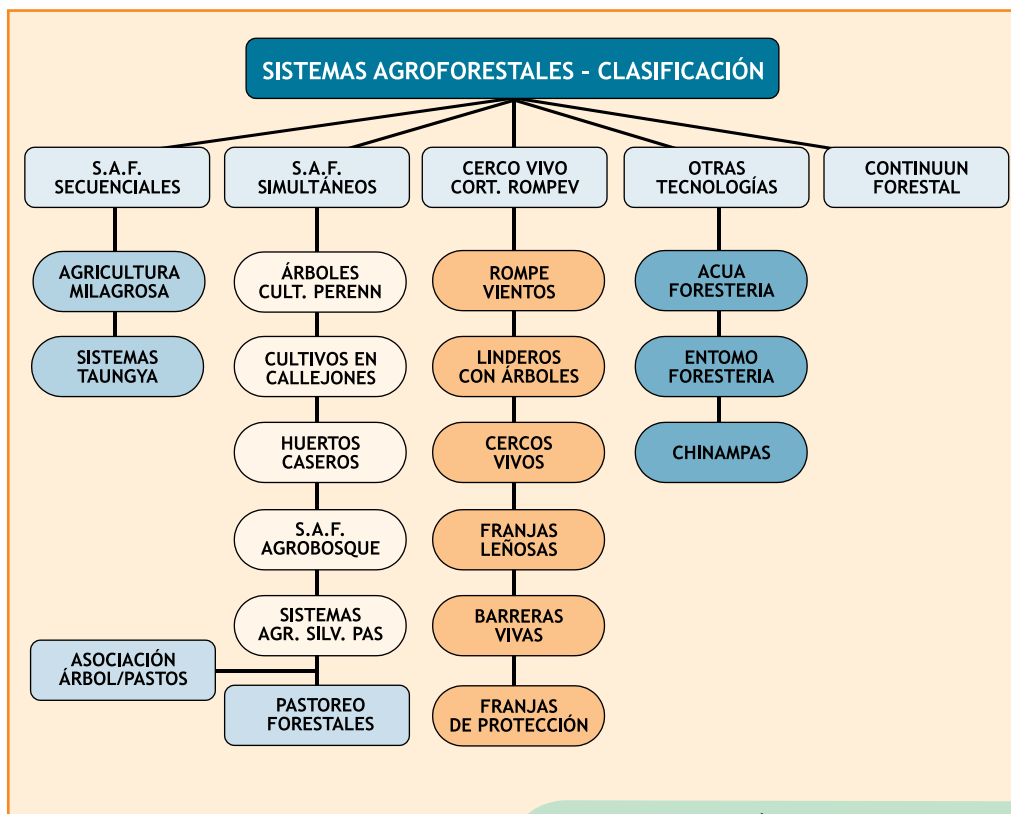 SISTEMAS AGROFORESTALES – CLASIFICACIÓN
S.A.F.
SECUENCIALES
AGRICULTURA
MILAGROSA
SISTEMAS
TAUNGYA
S.A.F.
SIMULTÁNEOS
ÁRBOLES
CULT. PERENN
CULTIVOS EN
CALLEJONES
HUERTOS
CASEROS
S.A.F.
AGROBOSQUE
SISTEMAS
AGR. SILV. PAS
ASOCIACIÓN
ÁRBOL/PASTOS
PASTOREO
FORESTALES
CERCO VIVO
CORT. ROMPEV
ROMPE
VIENTOS
LINDEROS
CON ÁRBOLES
CERCOS
VIVOS
FRANJAS
LEÑOSAS
BARRERAS
VIVAS
FRANJAS
DE PROTECCIÓN
OTRAS
TECNOLOGÍAS
ACUA
FORESTERIA
ENTOMO
FORESTERIA
CHINAMPAS
CONTINUUN
FORESTAL